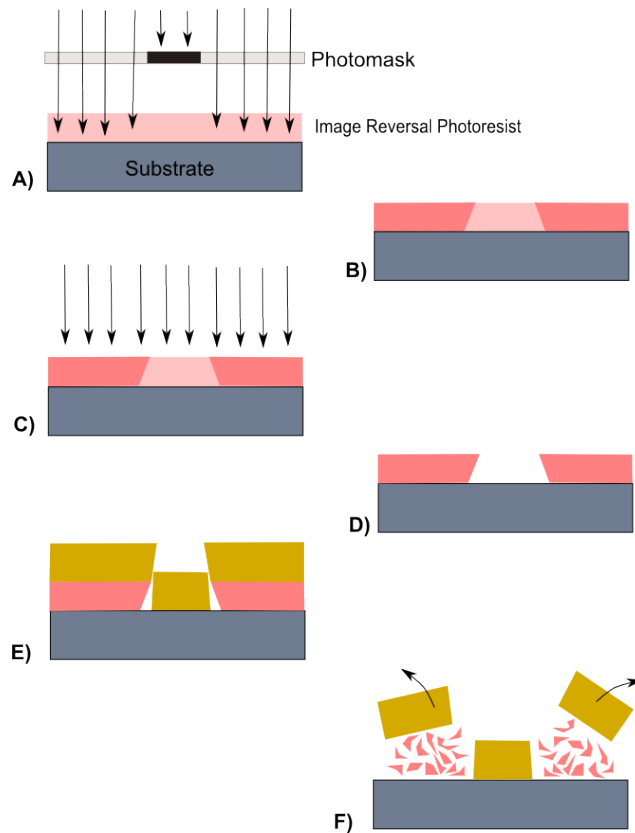 Photomask
Image Reversal Photoresist
Substrate
A)
B)
C)
D)
E)
F)